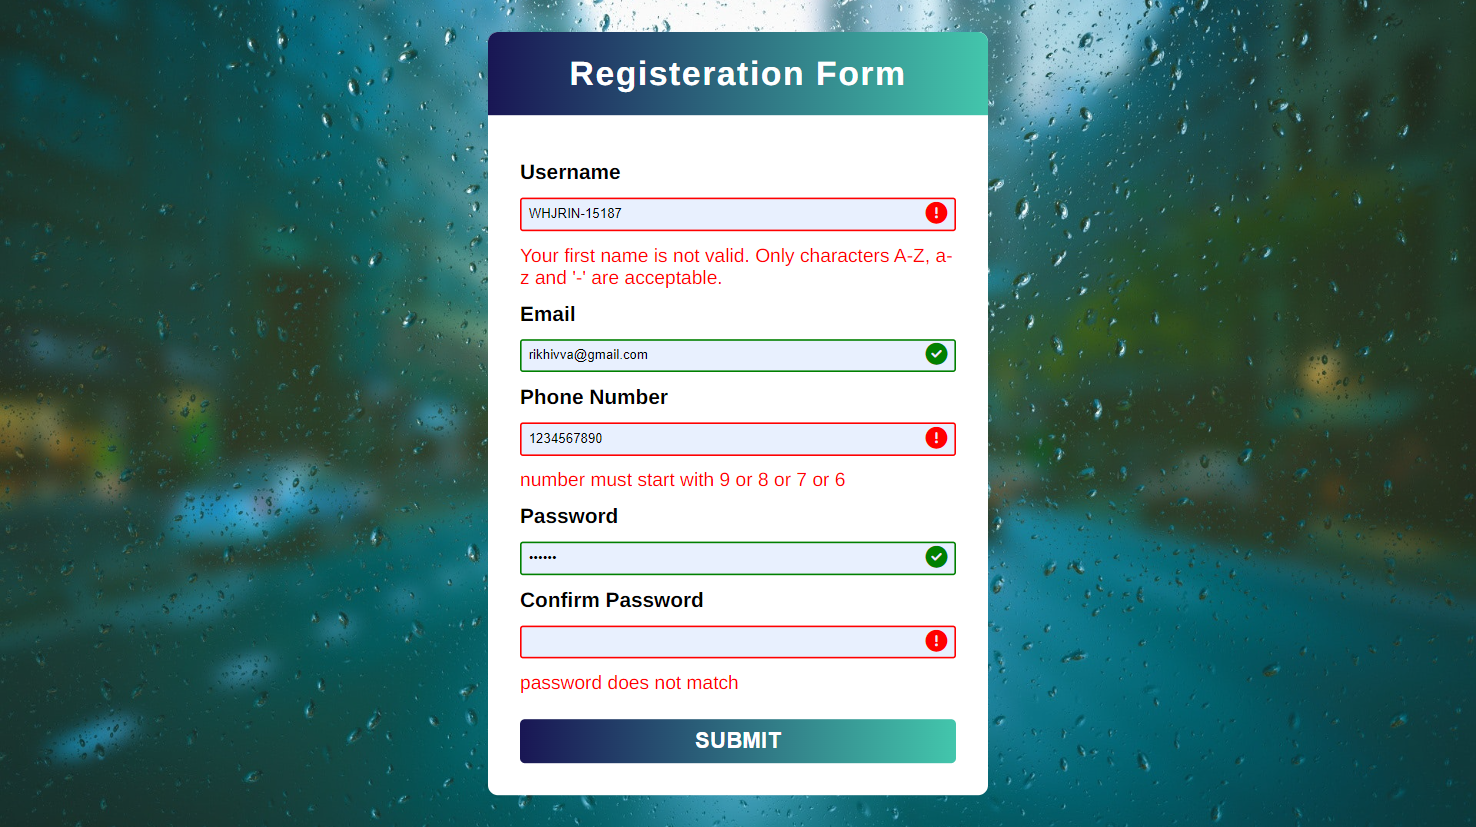 Registeration Form
Username
WHJRIN-15187
Your first name is not valid. Only characters A-Z, a-
z and '-' are acceptable.
Email
rikhivva@gmail.com
Phone Number
1234567890
number must start with 9 or 8 or 7 or 6
Password
••••••
Confirm Password
password does not match
SUBMIT